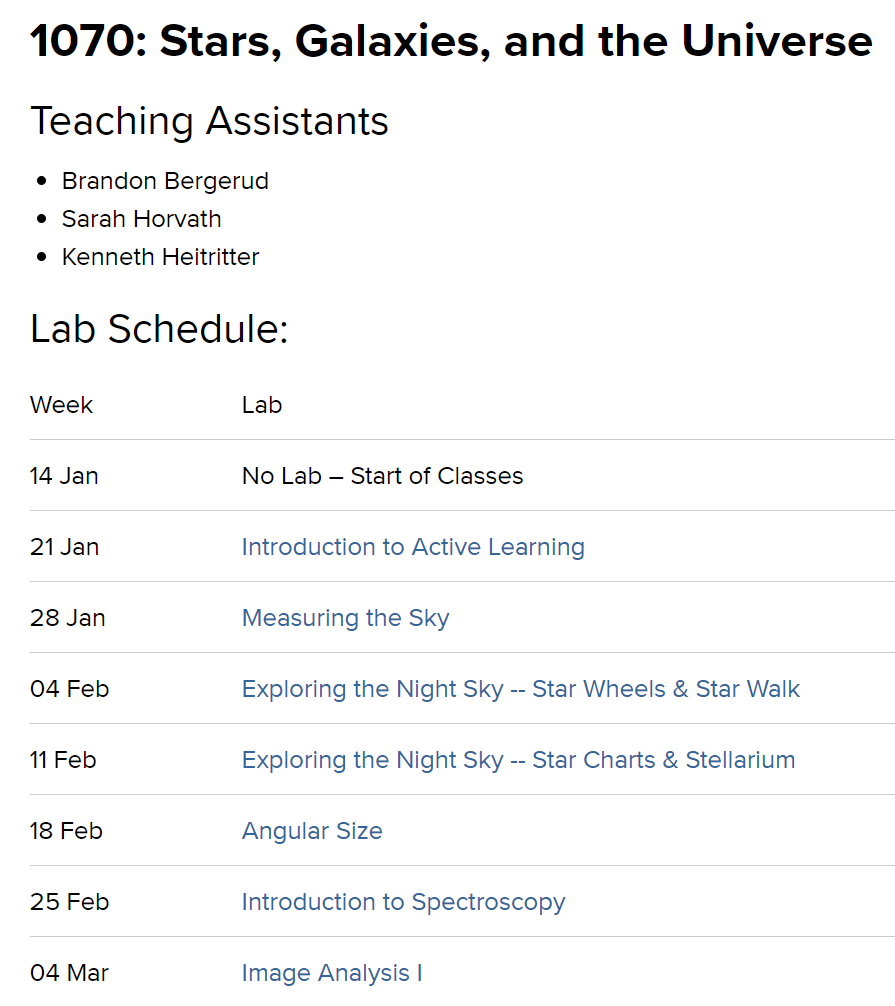 1070: Stars, Galaxies, and the Universe
Teaching Assistants
Brandon Bergerud
Sarah Horvath
Kenneth Heitritter
Lab Schedule:
Week Lab
14 Jan No Lab – Start of Classes
21 Jan Introduction to Active Learning
28 Jan Measuring the Sky
04 Feb Exploring the Night Sky -- Star Wheels & Star Walk
11 Feb Exploring the Night Sky -- Star Charts & Stellarium
18 Feb Angular Size
25 Feb Introduction to Spectroscopy
04 Mar Image Analysis I